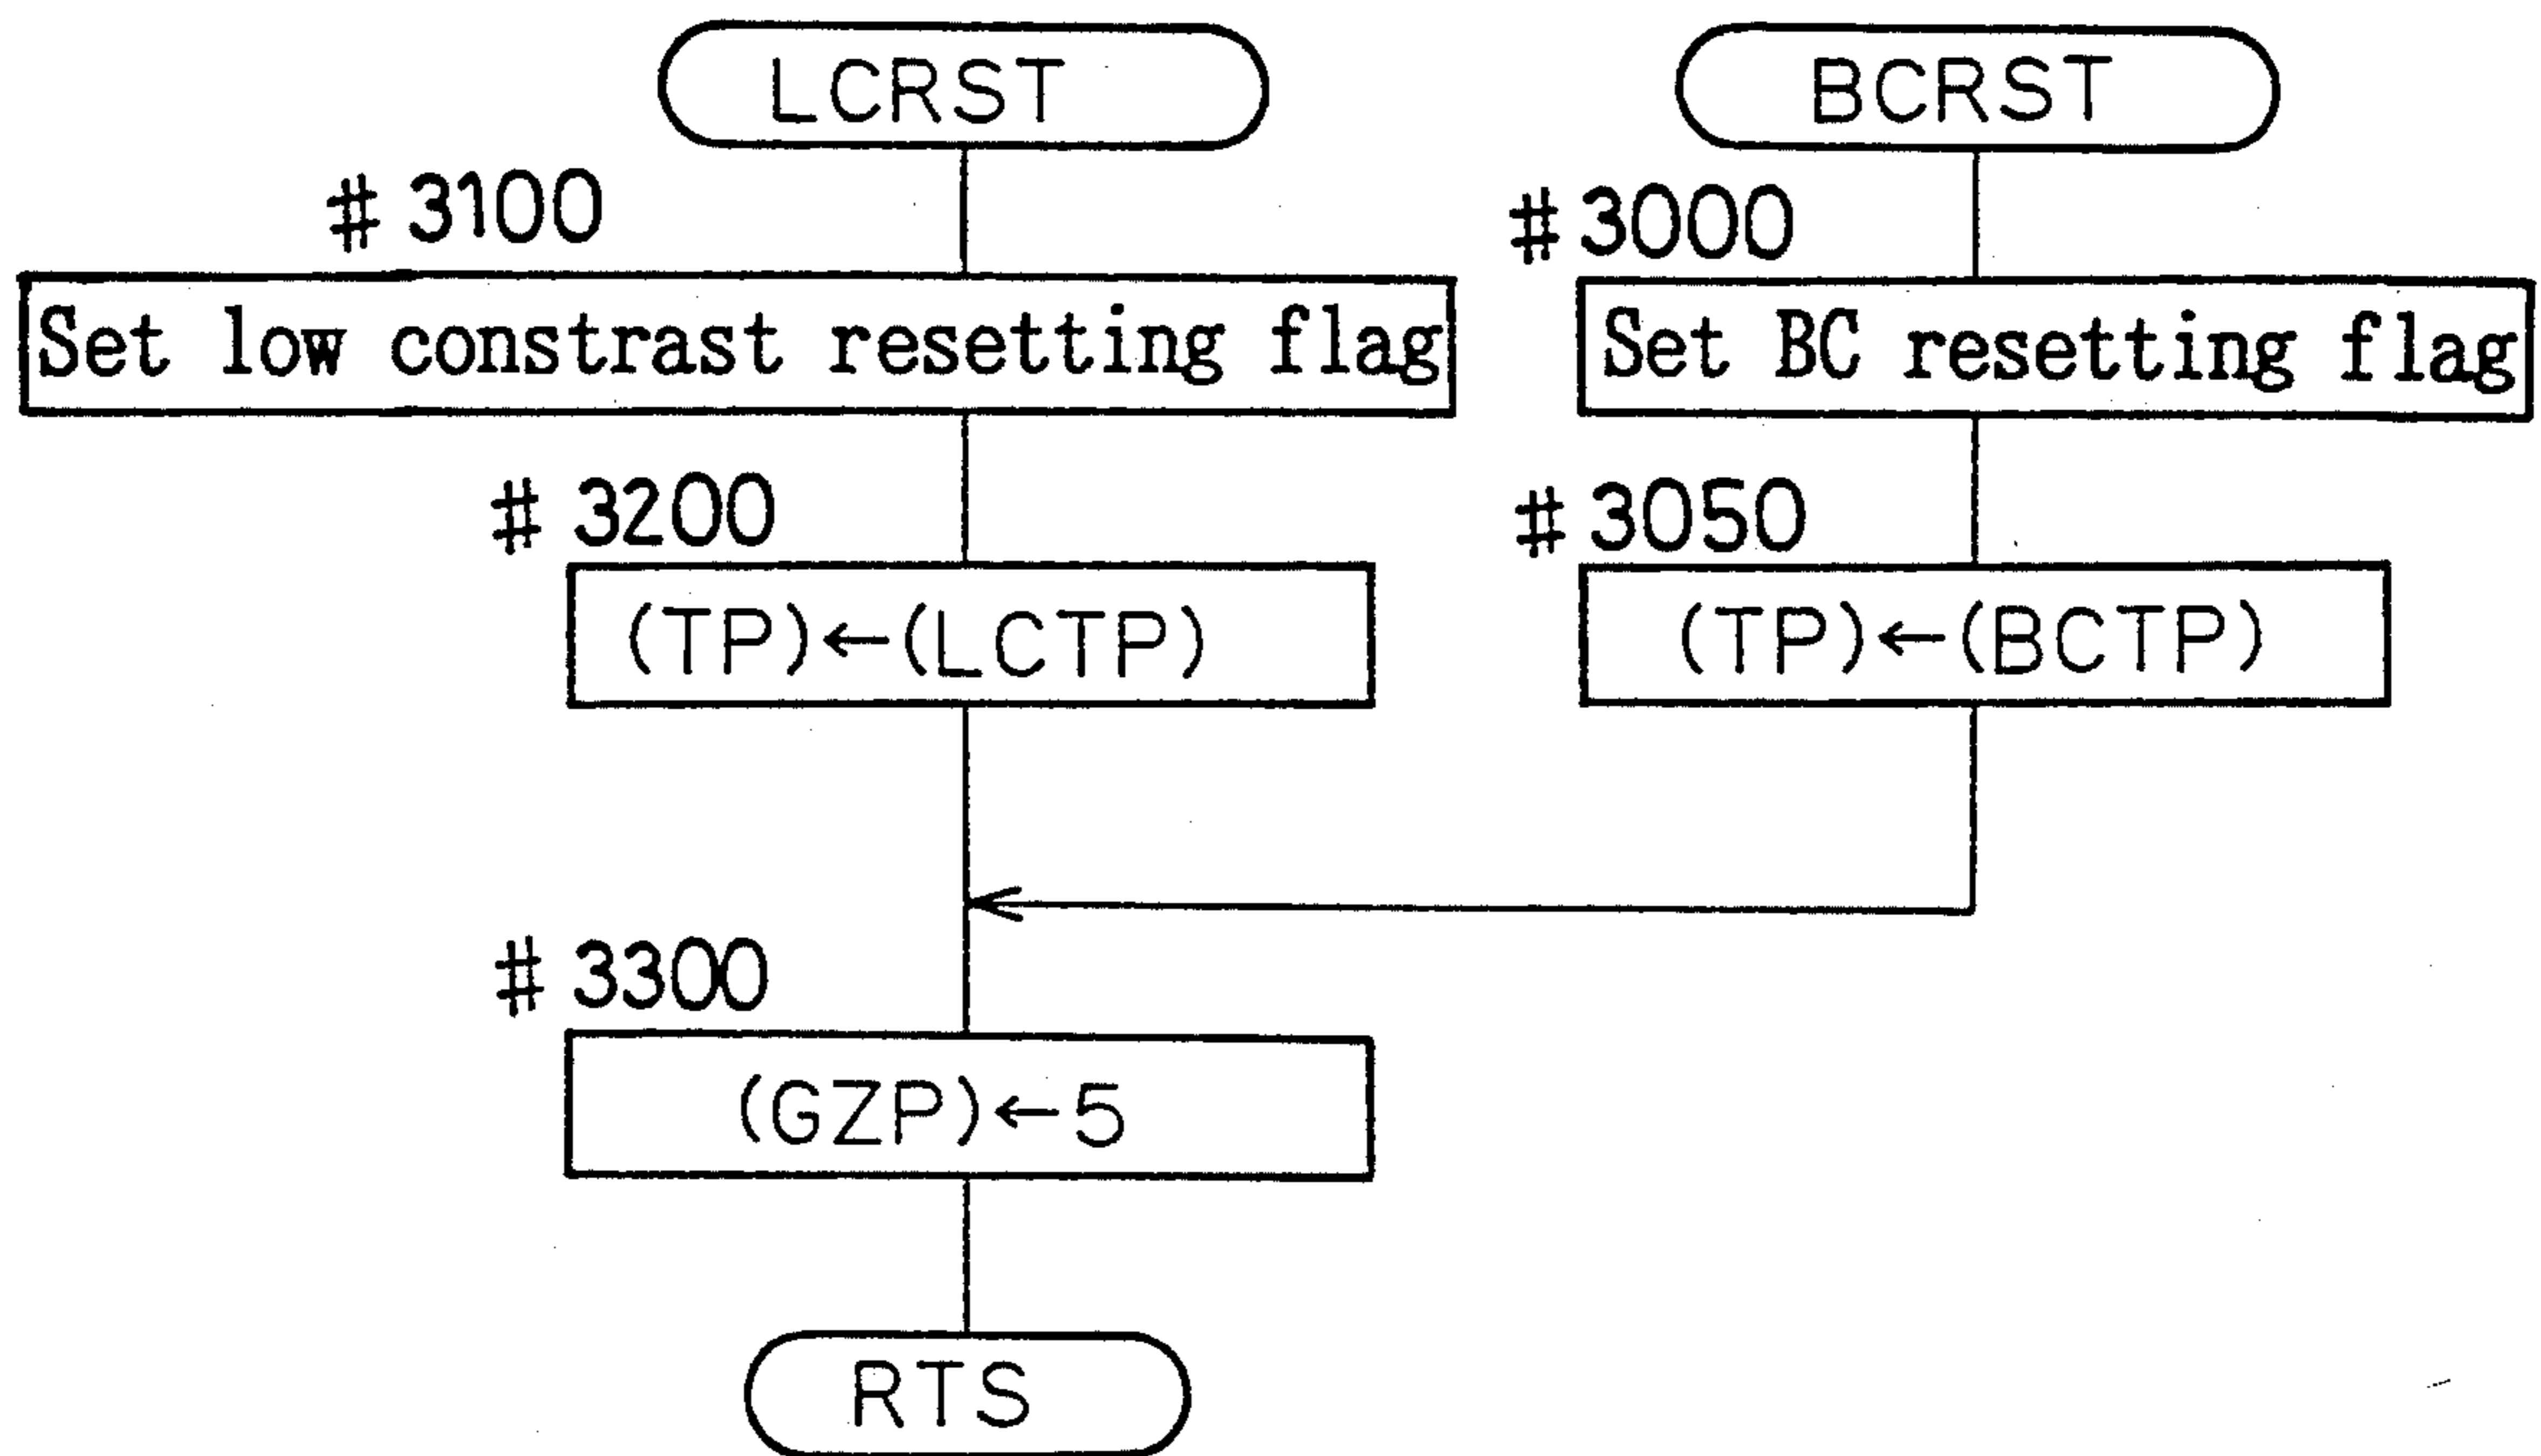 LCRST
# 3100
Set low constrast resetting flag
# 3200
(TP)←(LCTP)
BCRST
# 3000
Set BC resetting flag
# 3050
(TP)←(BCTP)
# 3300
(GZP)←5
RTS